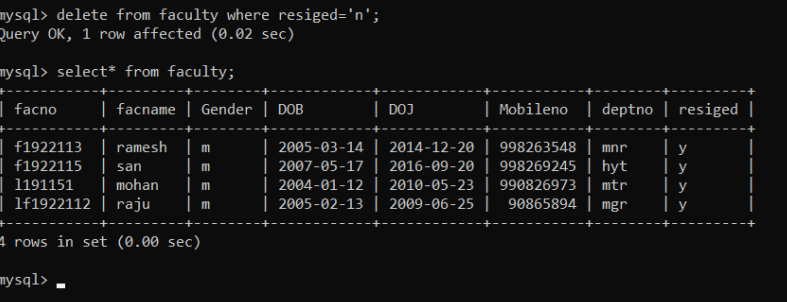 mysql> delete from faculty where resiged='n';
Query OK, 1 row affected (0.02 sec)
mysql> select* from faculty;
+-----------+---------+--------+------------+------------+-----------+--------+---------+
| facno     | facname | Gender | DOB        | DOJ        | Mobileno  | deptno | resiged |
+-----------+---------+--------+------------+------------+-----------+--------+---------+
| f1922113  | ramesh  | m      | 2005-03-14 | 2014-12-20 | 998263548 | mnr    | y       |
| f1922115  | san     | m      | 2007-05-17 | 2016-09-20 | 998269245 | hyt    | y       |
| l191151   | mohan   | m      | 2004-01-12 | 2010-05-23 | 990826973 | mtr    | y       |
| lf1922112 | raju    | m      | 2005-02-13 | 2009-06-25 |  90865894 | mgr    | y       |
+-----------+---------+--------+------------+------------+-----------+--------+---------+
4 rows in set (0.00 sec)
mysql>